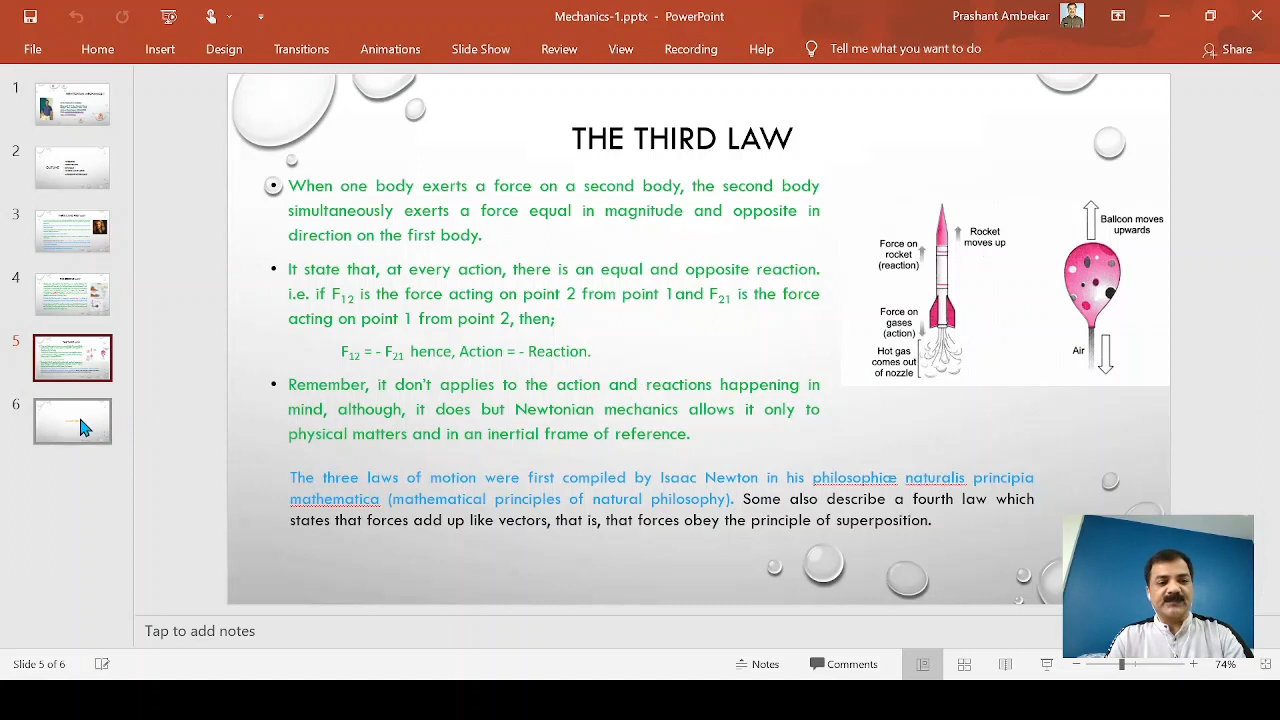 Mechanics-1.pptx - PowerPoint
Prashant Ambekar
File Home Insert Design Transitions Animations Slide Show Review View Recording Help Tell me what you want to do Share
1
2
3
4
5
6
THE THIRD LAW
• When one body exerts a force on a second body, the second body
simultaneously exerts a force equal in magnitude and opposite in
direction on the first body.
• It state that, at every action, there is an equal and opposite reaction.
i.e. if F12 is the force acting on point 2 from point 1and F21 is the force
acting on point 1 from point 2, then;
F12 = - F21 hence, Action = - Reaction.
• Remember, it don't applies to the action and reactions happening in
mind, although, it does but Newtonian mechanics allows it only to
physical matters and in an inertial frame of reference.
The three laws of motion were first compiled by Isaac Newton in his philosophiæ naturalis principia
mathematica (mathematical principles of natural philosophy). Some also describe a fourth law which
states that forces add up like vectors, that is, that forces obey the principle of superposition.
Force on
rocket
(reaction)
Rocket
moves up
Force on
gases
(action)
Hot gas
comes out
of nozzle
Balloon moves
upwards
Air
Tap to add notes
Slide 5 of 6
Notes
Comments
74%